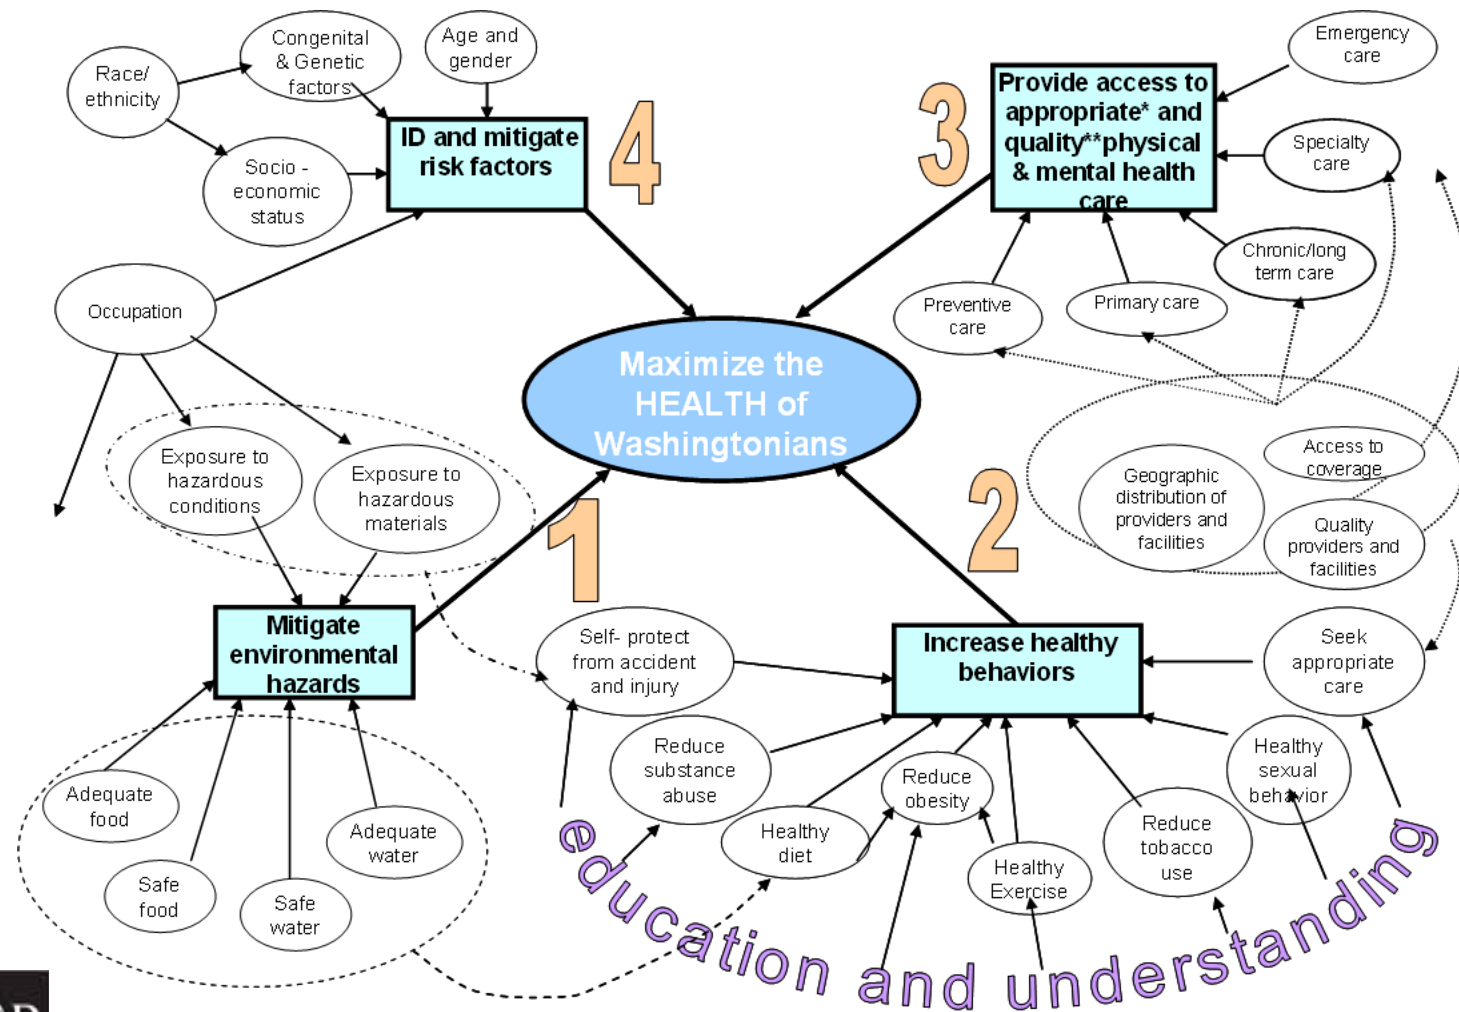 Race/
ethnicity
Congenital
& Genetic
factors
Age and
gender
Socio -
economic
status
ID and mitigate
risk factors
4
3
Provide access to
appropriate* and
quality**physical
& mental health
care
Emergency
care
Specialty
care
Chronic/long
term care
Preventive
care
Primary care
Occupation
Maximize the
HEALTH of
Washingtonians
Exposure to
hazardous
conditions
Exposure to
hazardous
materials
1
2
Geographic
distribution of
providers and
facilities
Access to
coverage
Quality
providers and
facilities
Mitigate
environmental
hazards
Self- protect
from accident
and injury
Increase healthy
behaviors
Seek
appropriate
care
Adequate
food
Safe
food
Safe
water
Adequate
water
Reduce
substance
abuse
Healthy
diet
Reduce
obesity
Healthy
Exercise
Reduce
tobacco
use
Healthy
sexual
behavior
education and understanding